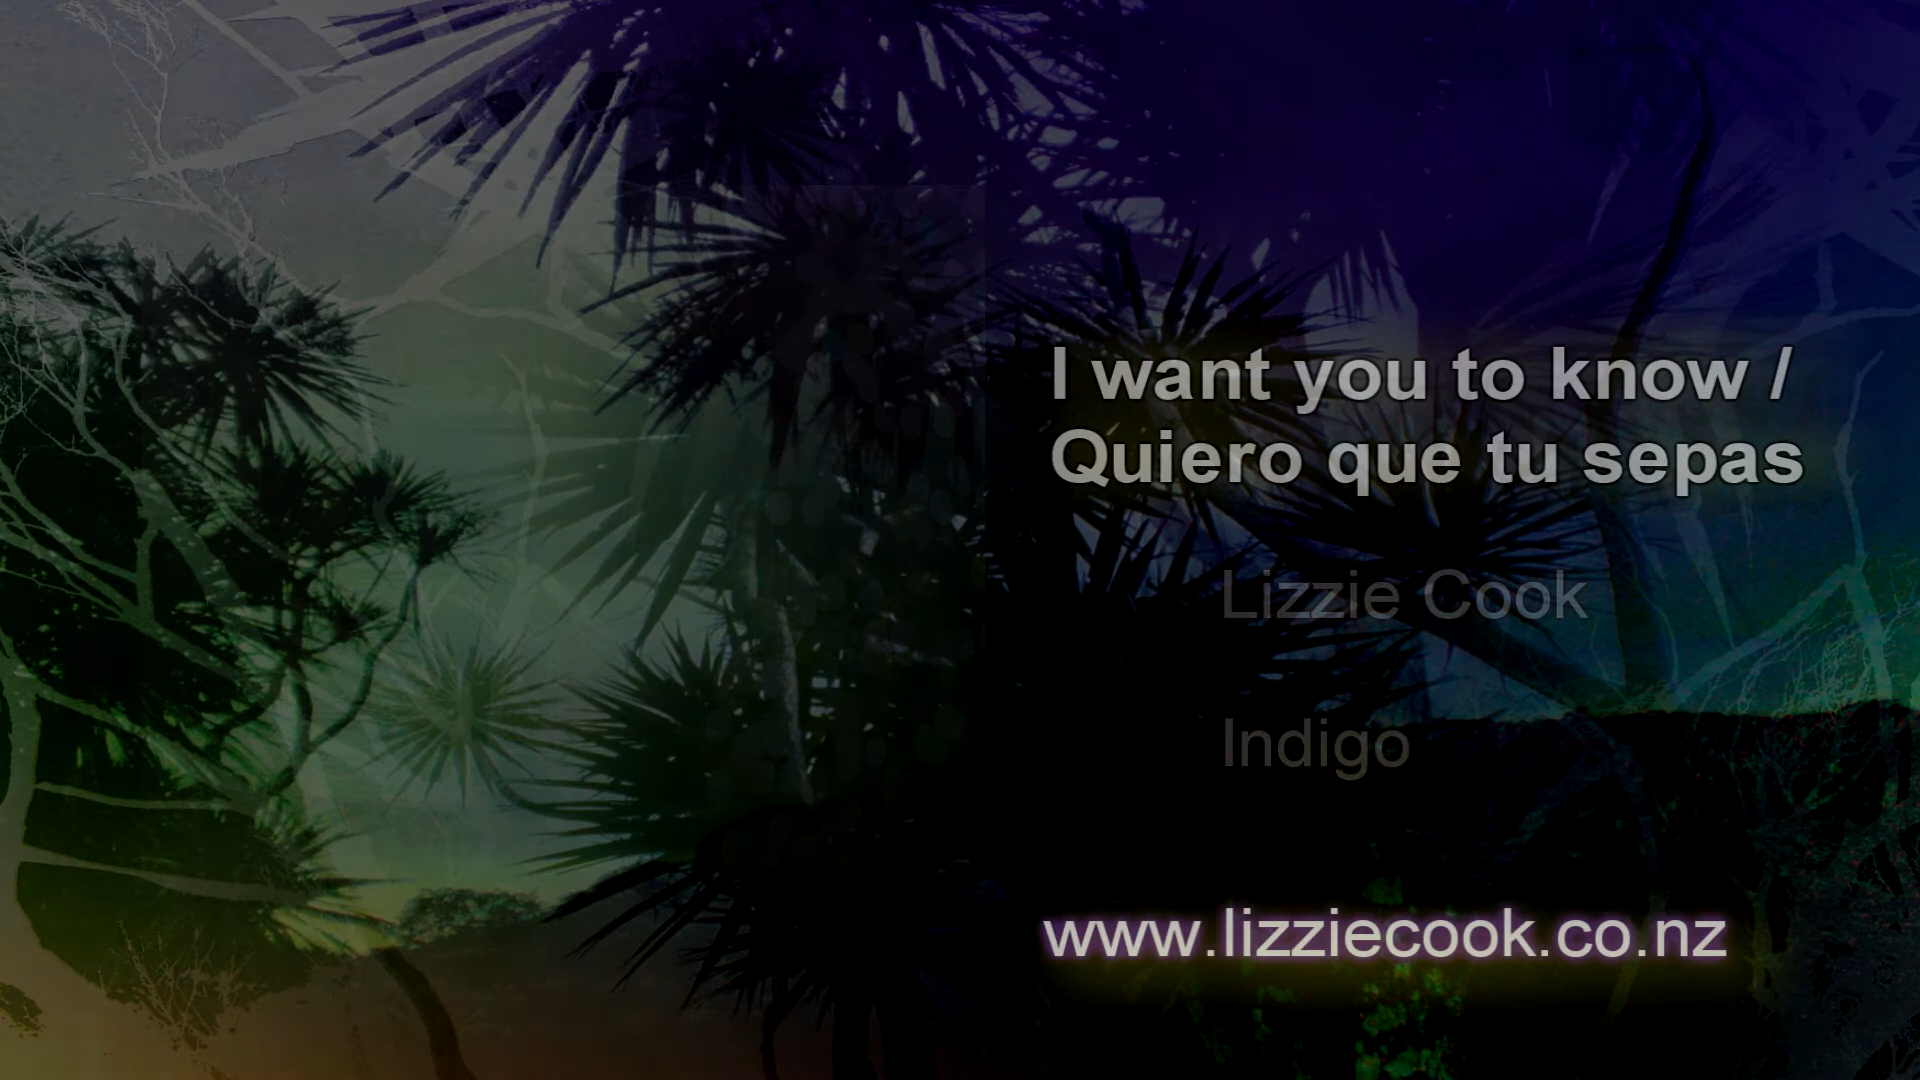 I want you to know /
Quiero que tu sepas
Lizzie Cook
Indigo
www.lizziecook.co.nz